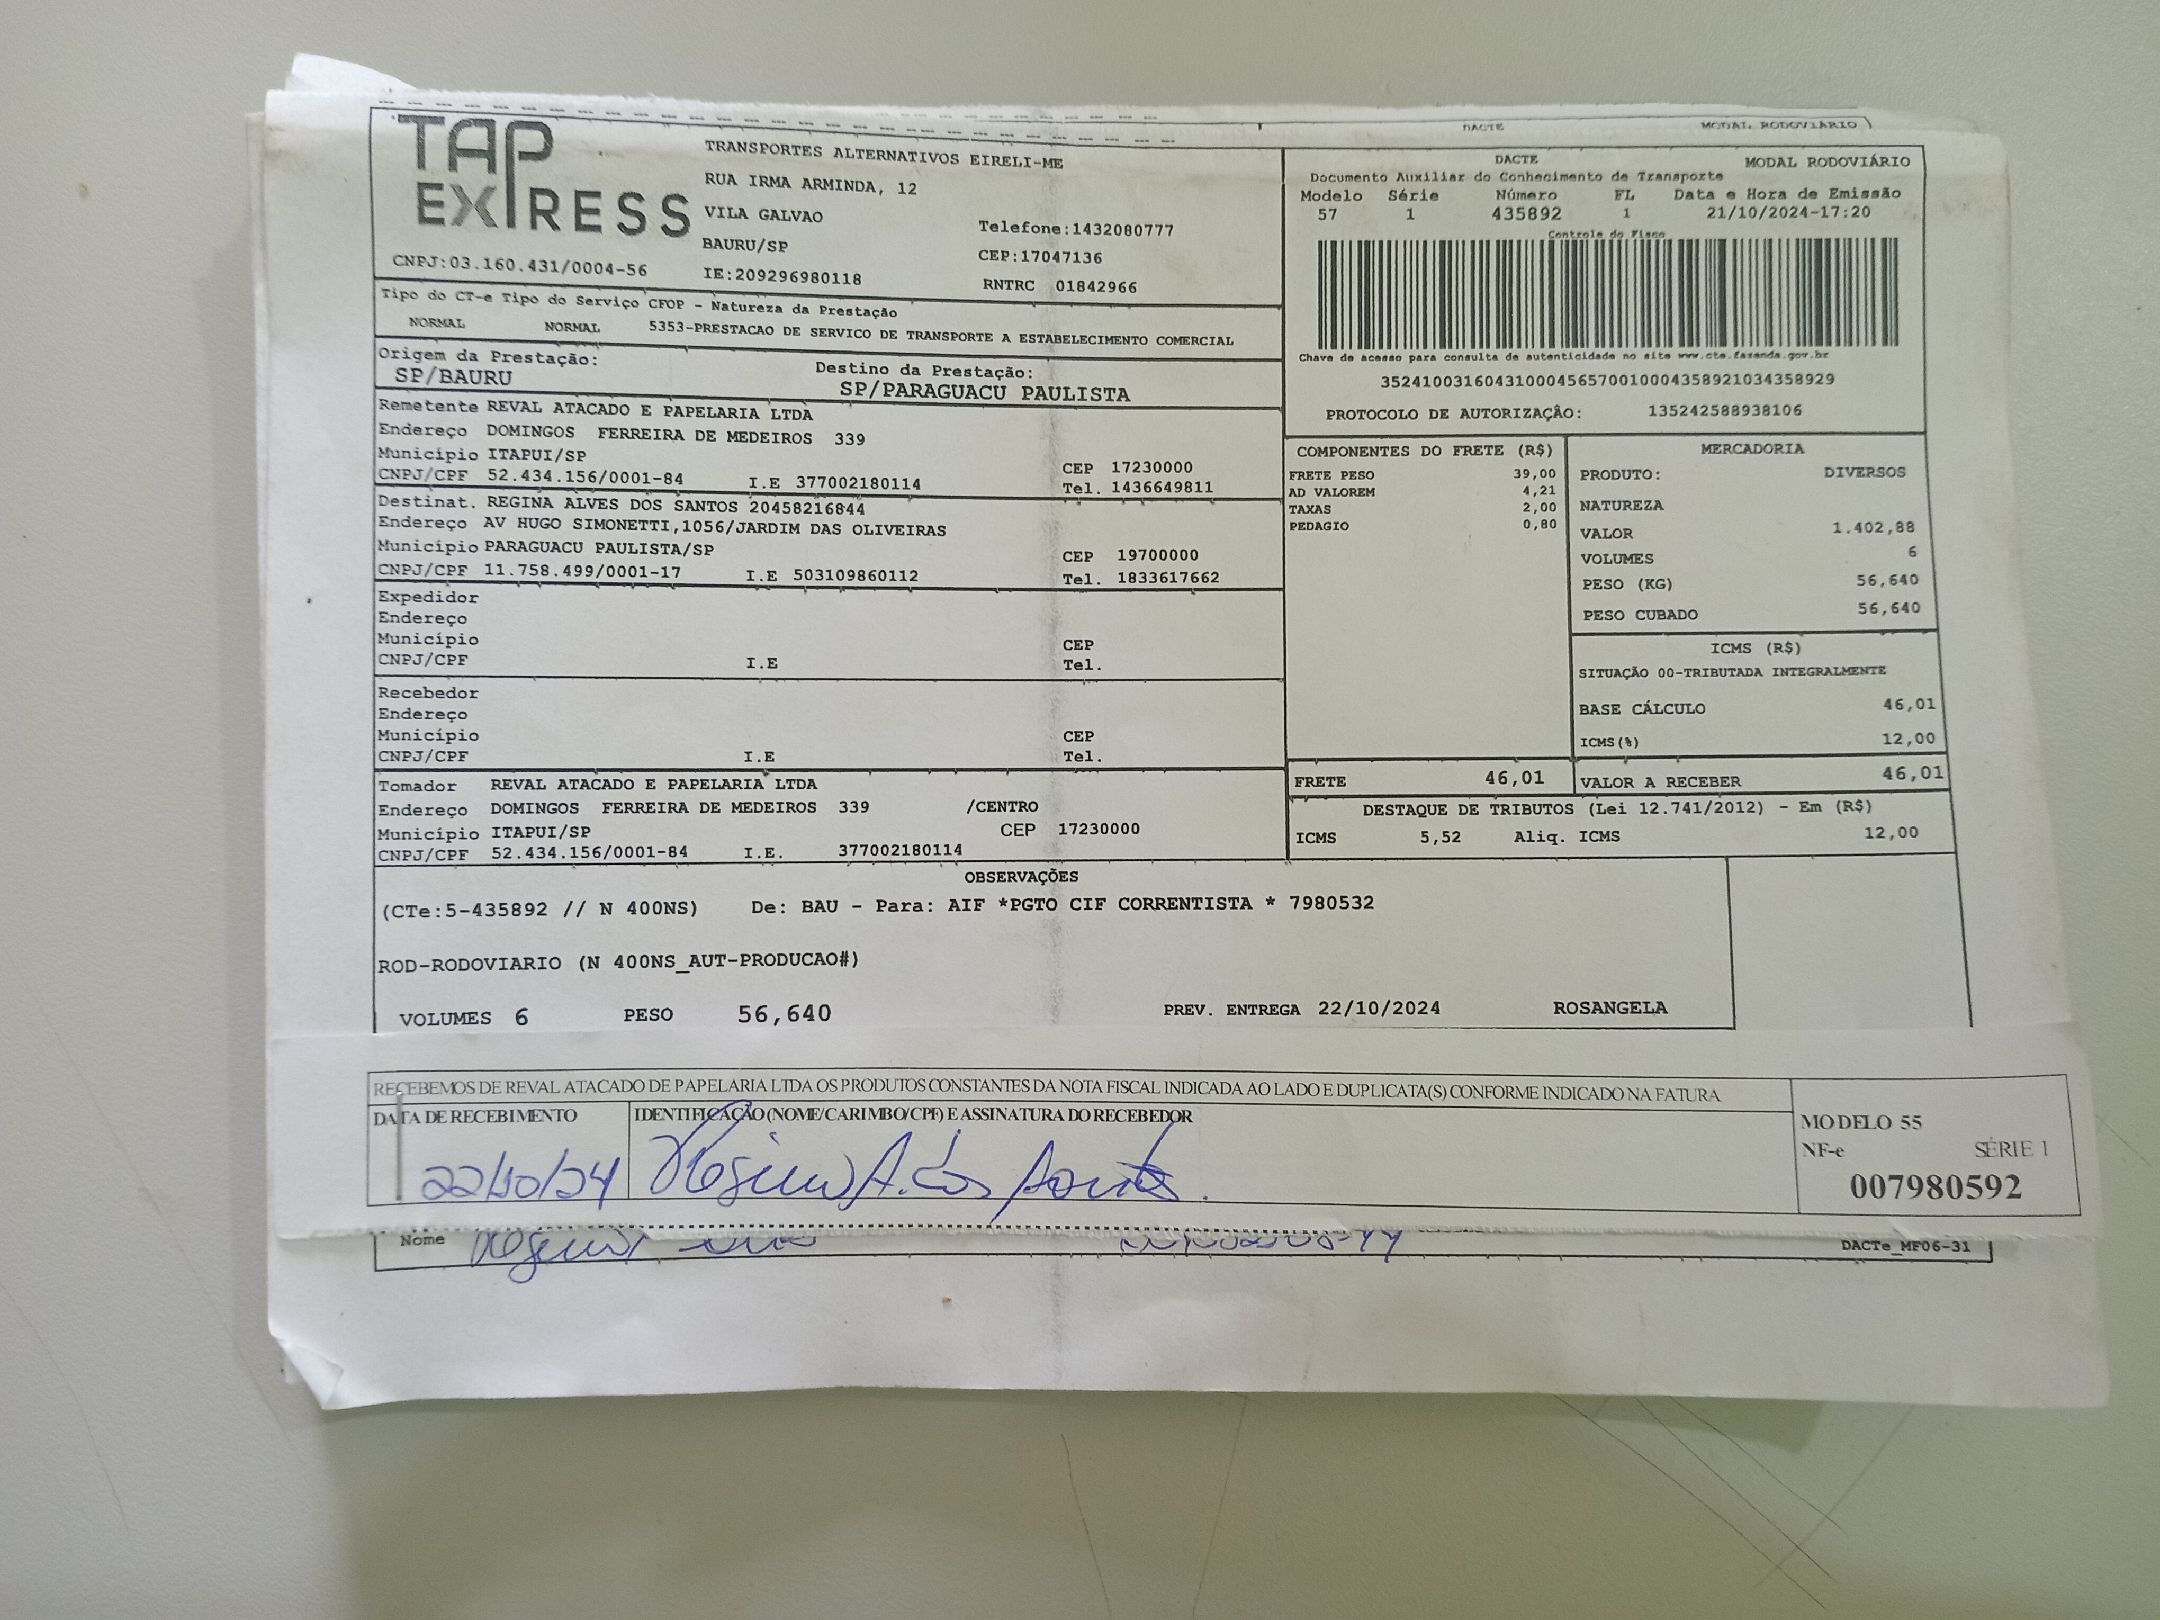 DACTE MODAL RODOVIÁRIO
TAP EXPRESS
CNPJ:03.160.431/0004-56
TRANSPORTES ALTERNATIVOS EIRELI-ME
RUA IRMA ARMINDA, 12
VILA GALVAO
Telefone:1432080777
BAURU/SP
CEP:17047136
IE:209296980118
RNTRC 01842966
DACTE MODAL RODOVIÁRIO
Documento Auxiliar do Conhecimento de Transporte
Modelo Série Número FL Data e Hora de Emissão
57 1 435892 1 21/10/2024-17:20
Controle do Fisco
Chave de acesso para consulta de autenticidade no site www.cte.fazenda.gov.br
35241003160431000456570010004358921034358929
PROTOCOLO DE AUTORIZAÇÂO: 135242588938106
Tipo do CT-e Tipo do Serviço CFOP - Natureza da Prestação
NORMAL NORMAL 5353-PRESTACAO DE SERVICO DE TRANSPORTE A ESTABELECIMENTO COMERCIAL
Origem da Prestação: Destino da Prestação:
SP/BAURU SP/PARAGUACU PAULISTA
Remetente REVAL ATACADO E PAPELARIA LTDA
Endereço DOMINGOS FERREIRA DE MEDEIROS 339
Município ITAPUI/SP CEP 17230000
CNPJ/CPF 52.434.156/0001-84 I.E 377002180114 Tel. 1436649811
Destinat. REGINA ALVES DOS SANTOS 20458216844
Endereço AV HUGO SIMONETTI,1056/JARDIM DAS OLIVEIRAS
Município PARAGUACU PAULISTA/SP CEP 19700000
CNPJ/CPF 11.758.499/0001-17 I.E 503109860112 Tel. 1833617662
Expedidor
Endereço
Município CEP
CNPJ/CPF I.E Tel.
Recebedor
Endereço
Município CEP
CNPJ/CPF I.E Tel.
Tomador REVAL ATACADO E PAPELARIA LTDA
Endereço DOMINGOS FERREIRA DE MEDEIROS 339 /CENTRO
Município ITAPUI/SP CEP 17230000
CNPJ/CPF 52.434.156/0001-84 I.E. 377002180114
COMPONENTES DO FRETE (R$)
FRETE PESO 39,00
AD VALOREM 4,21
TAXAS 2,00
PEDAGIO 0,80
MERCADORIA
PRODUTO: DIVERSOS
NATUREZA
VALOR 1.402,88
VOLUMES 6
PESO (KG) 56,640
PESO CUBADO 56,640
ICMS (R$)
SITUAÇÃO 00-TRIBUTADA INTEGRALMENTE
BASE CÁLCULO 46,01
ICMS(%) 12,00
FRETE 46,01 VALOR A RECEBER 46,01
DESTAQUE DE TRIBUTOS (Lei 12.741/2012) - Em (R$)
ICMS 5,52 Aliq. ICMS 12,00
OBSERVAÇÕES
(CTe:5-435892 // N 400NS) De: BAU - Para: AIF *PGTO CIF CORRENTISTA * 7980532
ROD-RODOVIARIO (N 400NS_AUT-PRODUCAO#)
VOLUMES 6 PESO 56,640 PREV. ENTREGA 22/10/2024 ROSANGELA
RECEBEMOS DE REVAL ATACADO DE PAPELARIA LTDA OS PRODUTOS CONSTANTES DA NOTA FISCAL INDICADA AO LADO E DUPLICATA(S) CONFORME INDICADO NA FATURA
DATA DE RECEBIMENTO IDENTIFICAÇÃO (NOME/CARIMBO/CPF) E ASSINATURA DO RECEBEDOR
22/10/24 Regina A. dos Santos.
MODELO 55
NF-e SÉRIE 1
007980592
Nome Regina
DACTe_MF06-31